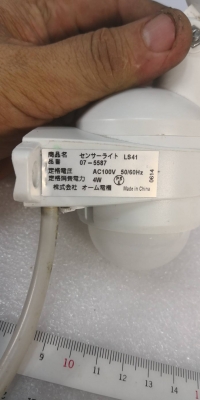 商品名 センサーライト LS41
品番 07-5587
定格電圧 AC100V 50/60Hz
定格消費電力 4W
株式会社 オーム電機 Made in China
9 10 11 12 13 14